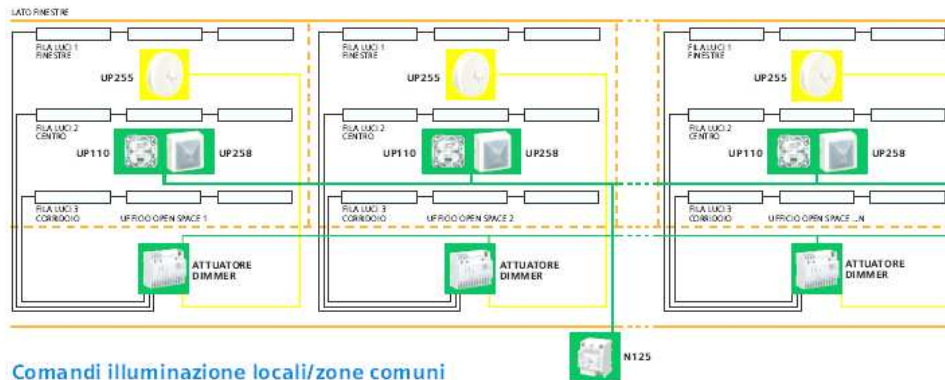 LATO FINESTRE
FILA LUCI 1
FINESTRE
FILA LUCI 1
FINESTRE
FILA LUCI 1
FINESTRE
UP255
UP255
UP255
FILA LUCI 2
CENTRO
FILA LUCI 2
CENTRO
FILA LUCI 2
CENTRO
UP110
UP258
UP110
UP258
UP110
UP258
FILA LUCI 3
CORRIDOIO
UFFICIO OPEN SPACE 1
FILA LUCI 3
CORRIDOIO
UFFICIO OPEN SPACE 2
FILA LUCI 3
CORRIDOIO
UFFICIO OPEN SPACE ...N
ATTUATORE
DIMMER
ATTUATORE
DIMMER
ATTUATORE
DIMMER
N125
Comandi illuminazione locali/zone comuni